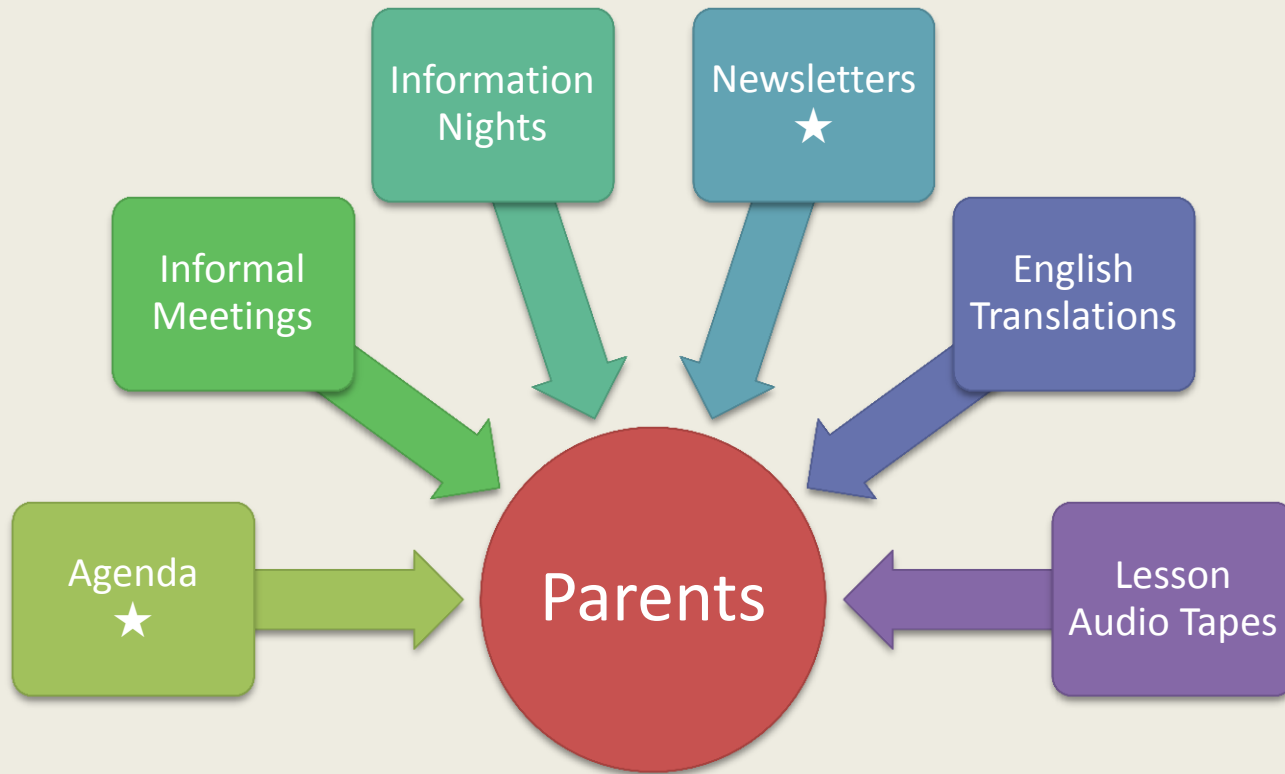 Information
Nights
Newsletters
★
Informal
Meetings
English
Translations
Agenda
★
Parents
Lesson
Audio Tapes